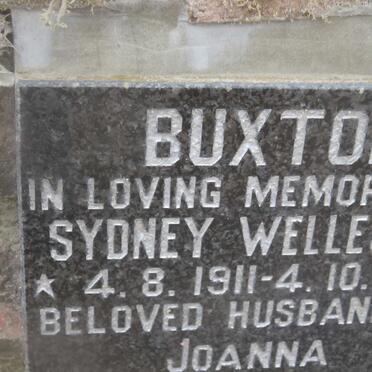 BUXTO
IN LOVING MEMOR
SYDNEY WELLE
★ 4. 8. 1911-4. 10.
BELOVED HUSBAN
JOANNA